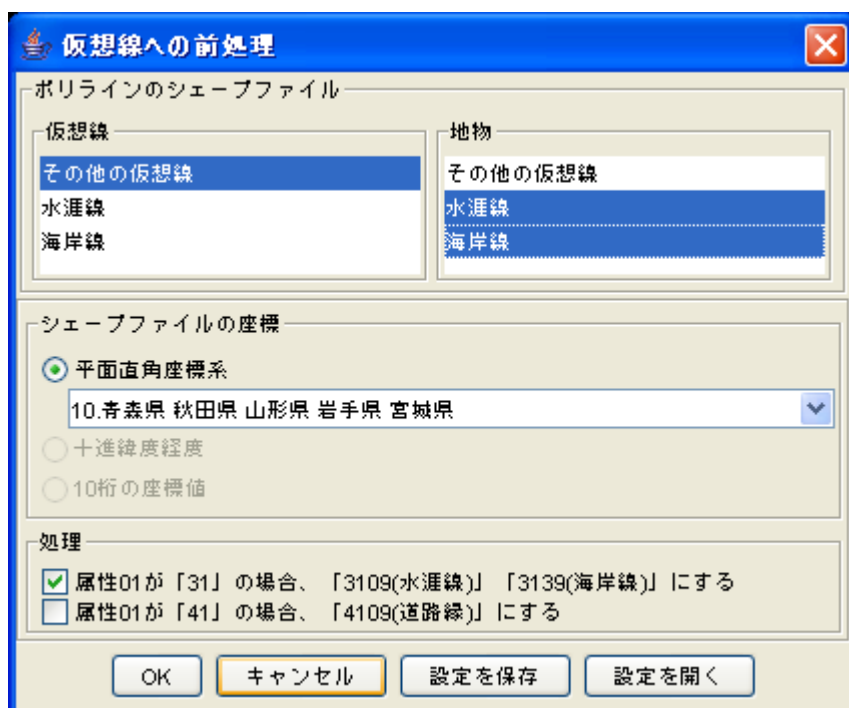 仮想線への前処理
ポリラインのシェープファイル
仮想線
その他の仮想線
水涯線
海岸線
地物
その他の仮想線
水涯線
海岸線
シェープファイルの座標
平面直角座標系
10.青森県 秋田県 山形県 岩手県 宮城県
十進緯度経度
10桁の座標値
処理
属性01が「31」の場合、「3109(水涯線)」「3139(海岸線)」にする
属性01が「41」の場合、「4109(道路縁)」にする
OK キャンセル 設定を保存 設定を開く